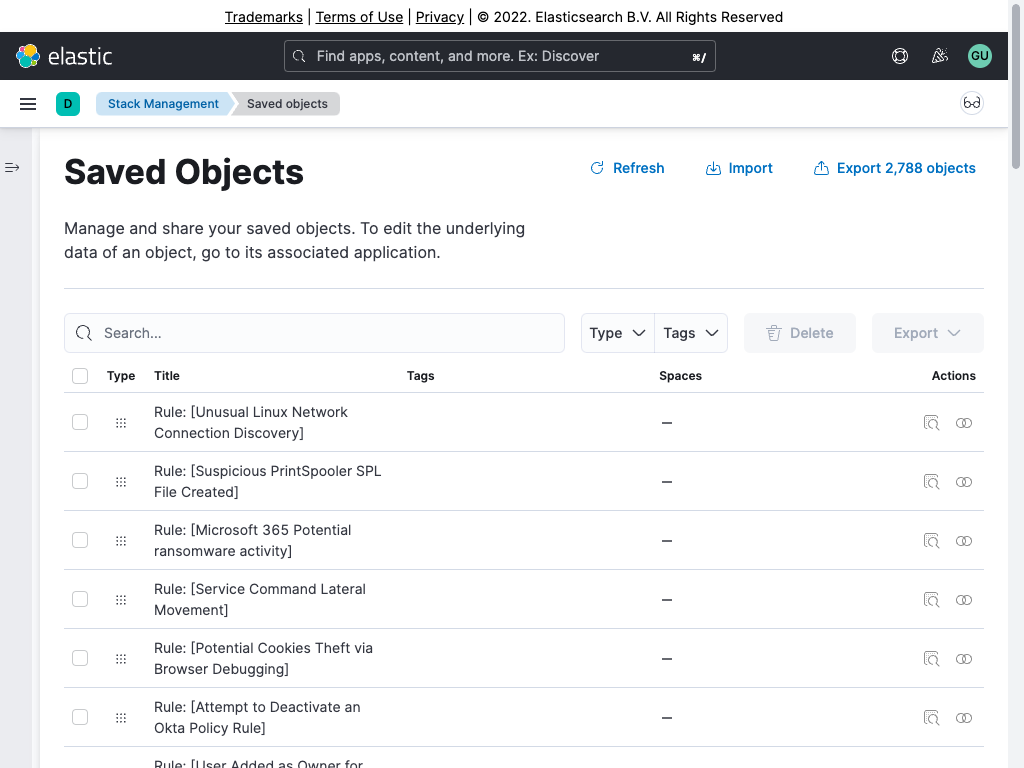 Trademarks | Terms of Use | Privacy | © 2022. Elasticsearch B.V. All Rights Reserved
elastic
Find apps, content, and more. Ex: Discover
⌘/
GU
D
Stack Management
Saved objects
Saved Objects
Refresh
Import
Export 2,788 objects
Manage and share your saved objects. To edit the underlying
data of an object, go to its associated application.
Search...
Type
Tags
Delete
Export
Type Title Tags Spaces Actions
Rule: [Unusual Linux Network
Connection Discovery]
—
Rule: [Suspicious PrintSpooler SPL
File Created]
—
Rule: [Microsoft 365 Potential
ransomware activity]
—
Rule: [Service Command Lateral
Movement]
—
Rule: [Potential Cookies Theft via
Browser Debugging]
—
Rule: [Attempt to Deactivate an
Okta Policy Rule]
—
Rule: [User Added as Owner for